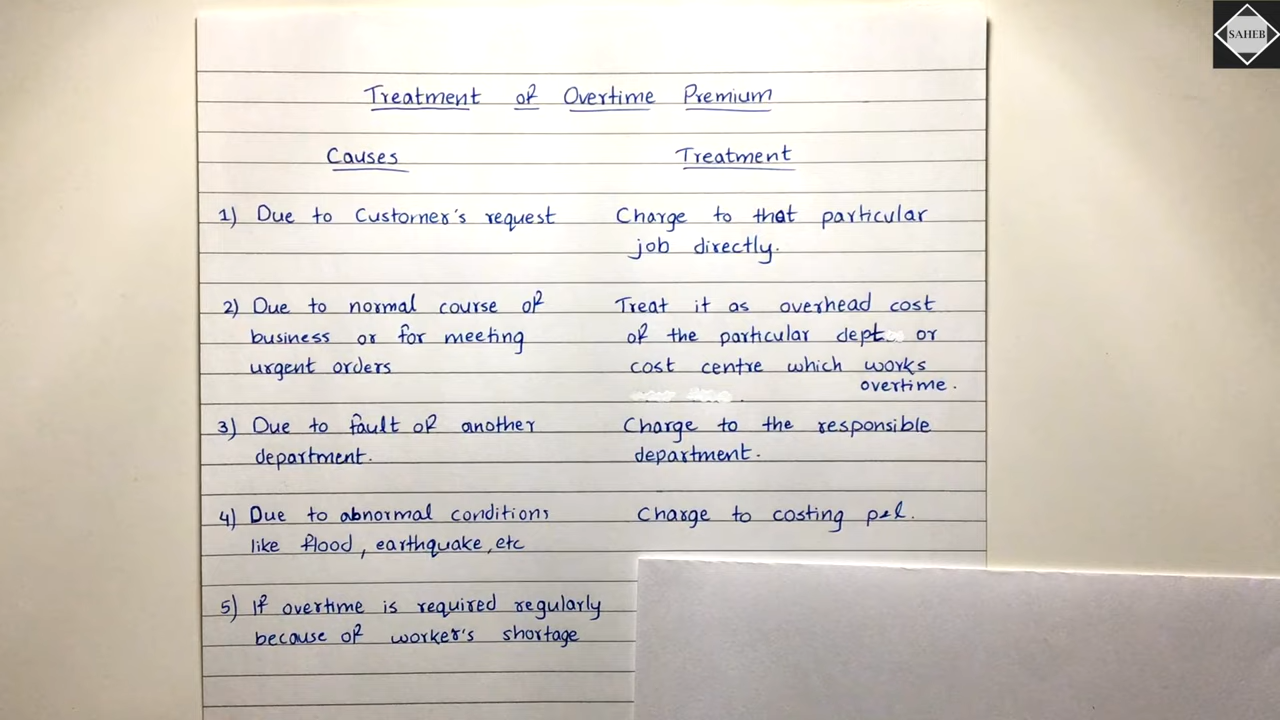 SAHEB
Treatment of Overtime Premium
Causes Treatment
1) Due to Customer's request Charge to that particular
job directly.
2) Due to normal course of Treat it as overhead cost
business or for meeting of the particular dept or
urgent orders cost centre which works
overtime.
3) Due to fault of another Charge to the responsible
department. department.
4) Due to abnormal conditions Charge to costing p&l.
like flood, earthquake, etc
5) If overtime is required regularly
because of worker's shortage